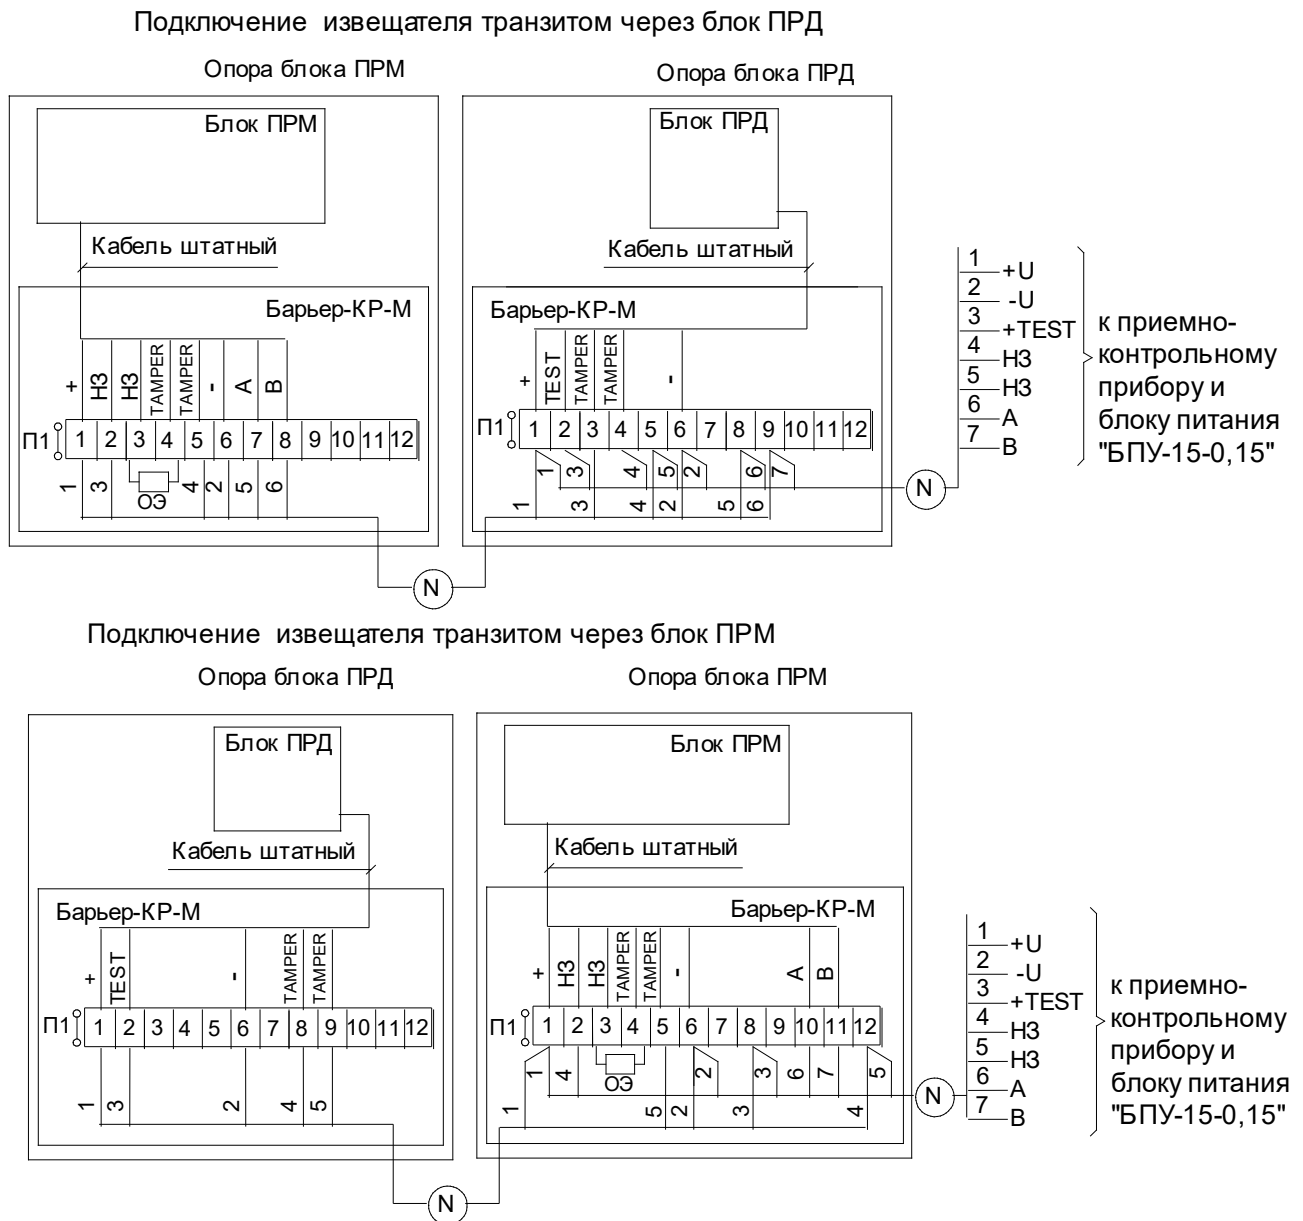 Подключение извещателя транзитом через блок ПРД
Опора блока ПРМ
Опора блока ПРД
Блок ПРМ
Блок ПРД
Кабель штатный
Кабель штатный
Барьер-КР-М
Барьер-КР-М
+ НЗ НЗ TAMPER TAMPER - A B
+ TEST TAMPER TAMPER -
П1 1 2 3 4 5 6 7 8 9 10 11 12
П1 1 2 3 4 5 6 7 8 9 10 11 12
1 3 ОЭ 4 2 5 6
1 3 4 5 2 6 7
1 3 4 2 5 6
N
N
1 +U
2 -U
3 +TEST
4 НЗ
5 НЗ
6 A
7 B
к приемно-
контрольному
прибору и
блоку питания
"БПУ-15-0,15"
Подключение извещателя транзитом через блок ПРМ
Опора блока ПРД
Опора блока ПРМ
Блок ПРД
Блок ПРМ
Кабель штатный
Кабель штатный
Барьер-КР-М
Барьер-КР-М
+ TEST - TAMPER TAMPER
+ НЗ НЗ TAMPER TAMPER - A B
П1 1 2 3 4 5 6 7 8 9 10 11 12
П1 1 2 3 4 5 6 7 8 9 10 11 12
1 3 2 4 5
1 4 ОЭ 2 3 6 7 5
1 5 2 3 4
N
N
1 +U
2 -U
3 +TEST
4 НЗ
5 НЗ
6 A
7 B
к приемно-
контрольному
прибору и
блоку питания
"БПУ-15-0,15"